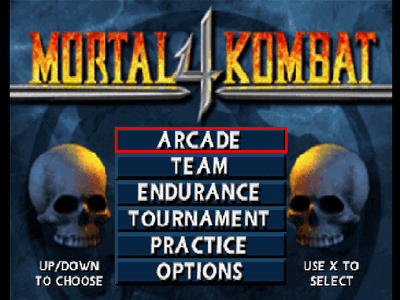 MORTAL 4 KOMBAT
ARCADE
TEAM
ENDURANCE
TOURNAMENT
PRACTICE
OPTIONS
UP/DOWN
TO CHOOSE
USE X TO
SELECT